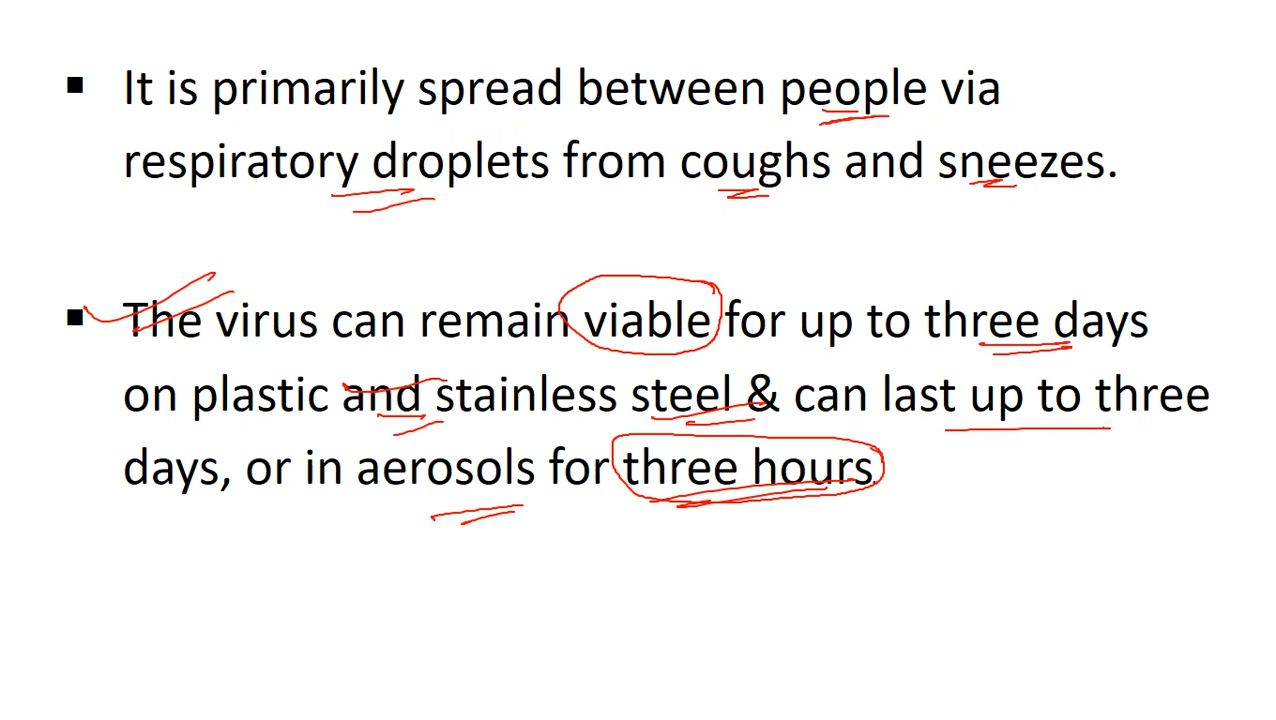 ▪ It is primarily spread between people via
respiratory droplets from coughs and sneezes.
▪ The virus can remain viable for up to three days
on plastic and stainless steel & can last up to three
days, or in aerosols for three hours.